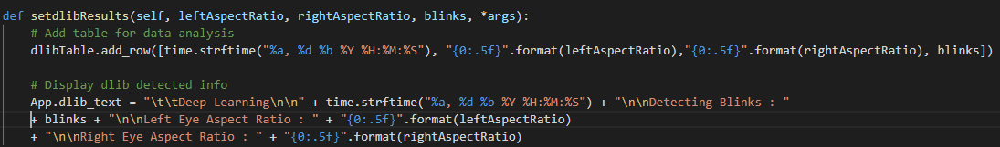 def setdlibResults(self, leftAspectRatio, rightAspectRatio, blinks, *args):
# Add table for data analysis
dlibTable.add_row([time.strftime("%a, %d %b %Y %H:%M:%S"), "{0:.5f}".format(leftAspectRatio),"{0:.5f}".format(rightAspectRatio), blinks])
# Display dlib detected info
App.dlib_text = "\t\tDeep Learning\n\n" + time.strftime("%a, %d %b %Y %H:%M:%S") + "\n\nDetecting Blinks : "
+ blinks + "\n\nLeft Eye Aspect Ratio : " + "{0:.5f}".format(leftAspectRatio)
+ "\n\nRight Eye Aspect Ratio : " + "{0:.5f}".format(rightAspectRatio)